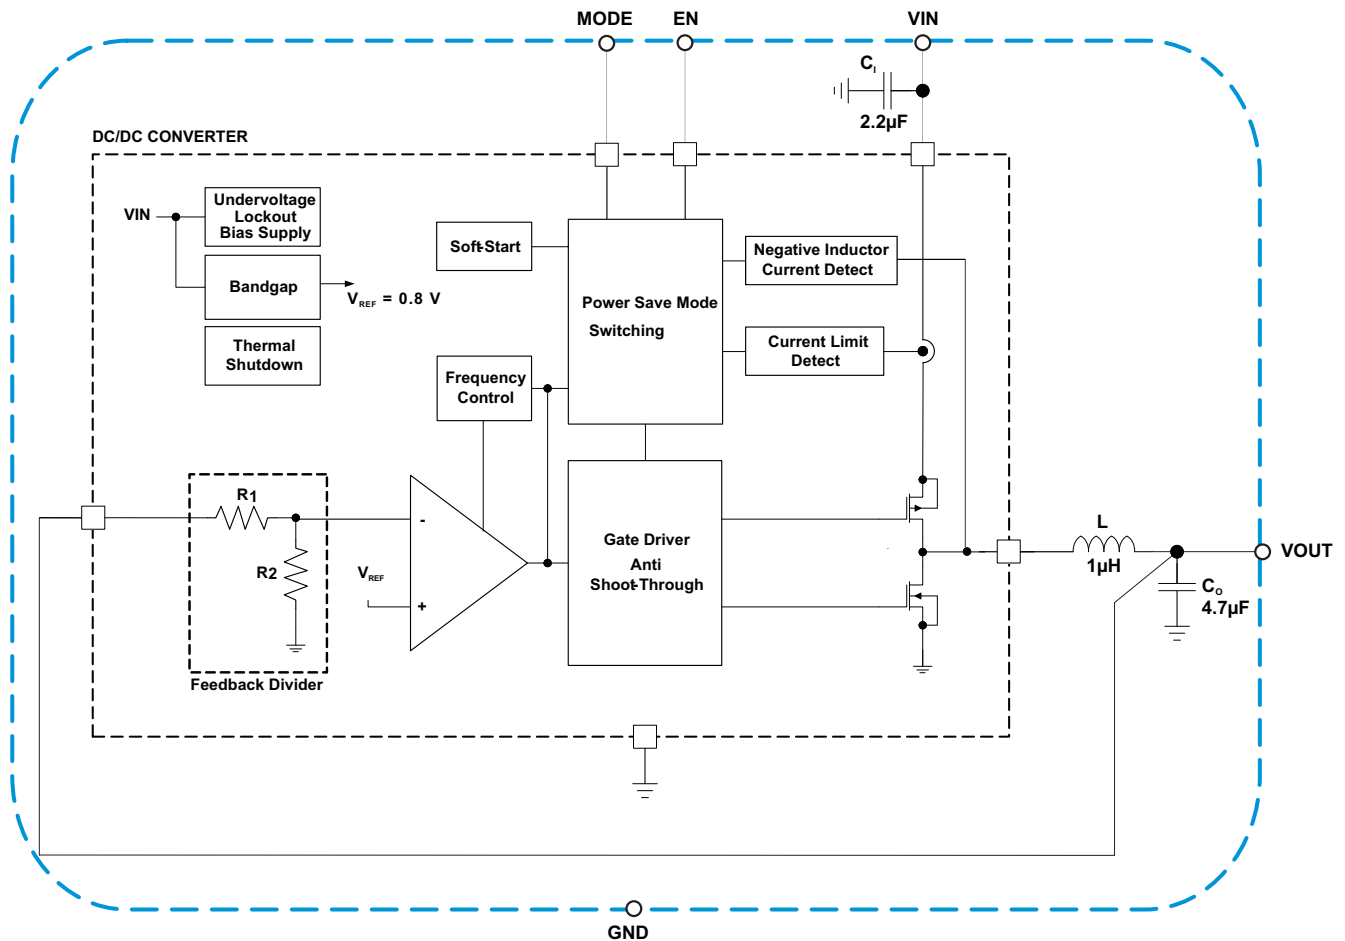 MODE
EN
VIN
CI
2.2µF
DC/DC CONVERTER
VIN
Undervoltage
Lockout
Bias Supply
Bandgap
VREF = 0.8 V
Thermal
Shutdown
Soft-Start
Power Save Mode
Switching
Negative Inductor
Current Detect
Current Limit
Detect
Frequency
Control
R1
R2
Feedback Divider
VREF
-
+
Gate Driver
Anti
Shoot-Through
L
1µH
VOUT
CO
4.7µF
GND